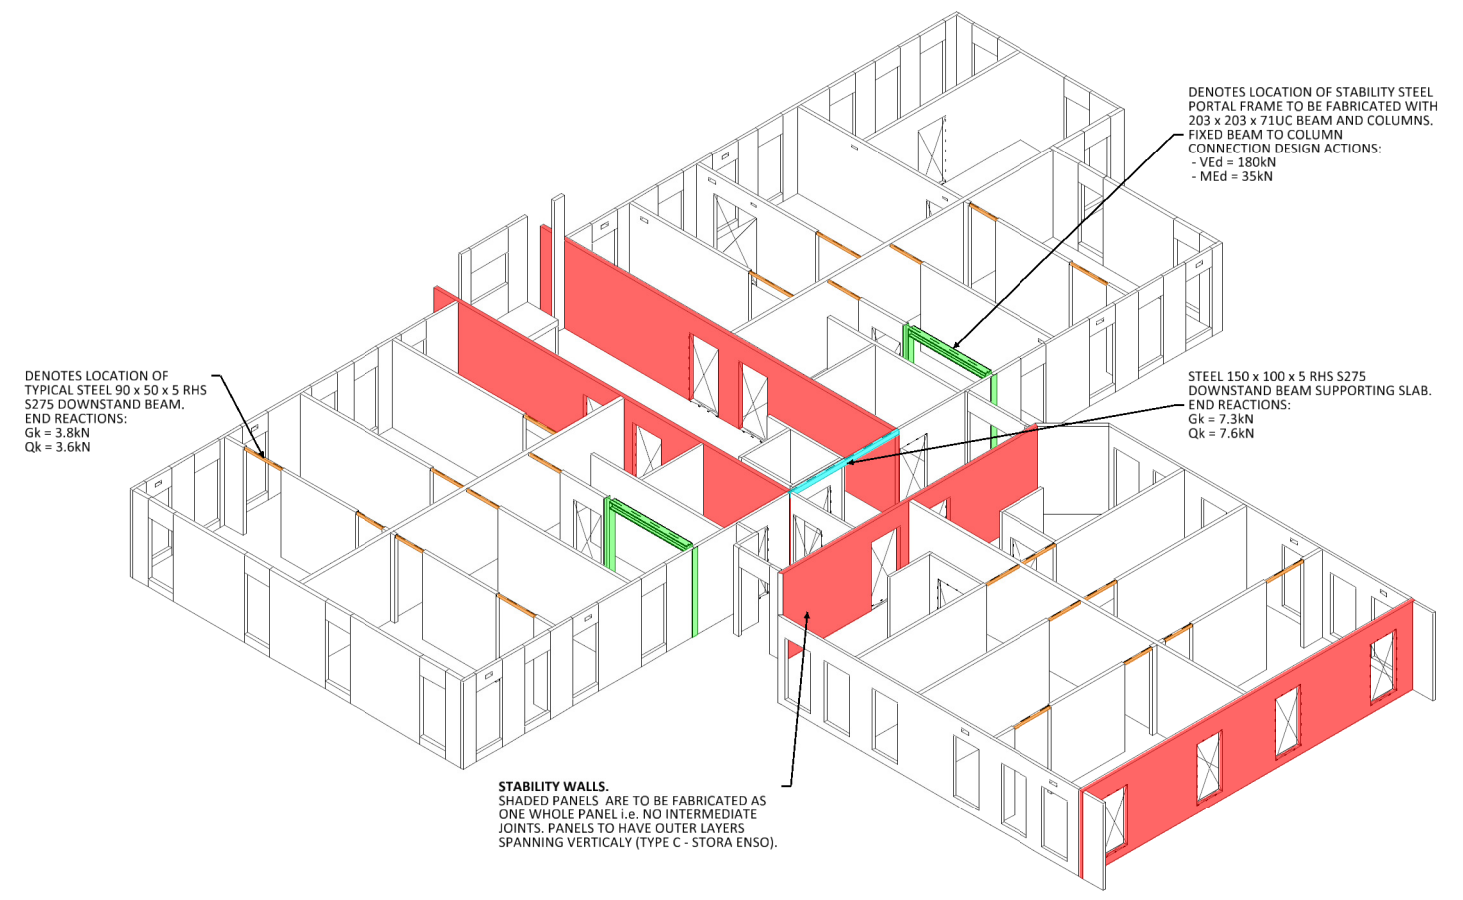 DENOTES LOCATION OF STABILITY STEEL
PORTAL FRAME TO BE FABRICATED WITH
203 x 203 x 71UC BEAM AND COLUMNS.
FIXED BEAM TO COLUMN
CONNECTION DESIGN ACTIONS:
- VEd = 180kN
- MEd = 35kN
DENOTES LOCATION OF
TYPICAL STEEL 90 x 50 x 5 RHS
S275 DOWNSTAND BEAM.
END REACTIONS:
Gk = 3.8kN
Qk = 3.6kN
STEEL 150 x 100 x 5 RHS S275
DOWNSTAND BEAM SUPPORTING SLAB.
END REACTIONS:
Gk = 7.3kN
Qk = 7.6kN
STABILITY WALLS.
SHADED PANELS ARE TO BE FABRICATED AS
ONE WHOLE PANEL i.e. NO INTERMEDIATE
JOINTS. PANELS TO HAVE OUTER LAYERS
SPANNING VERTICALY (TYPE C - STORA ENSO).